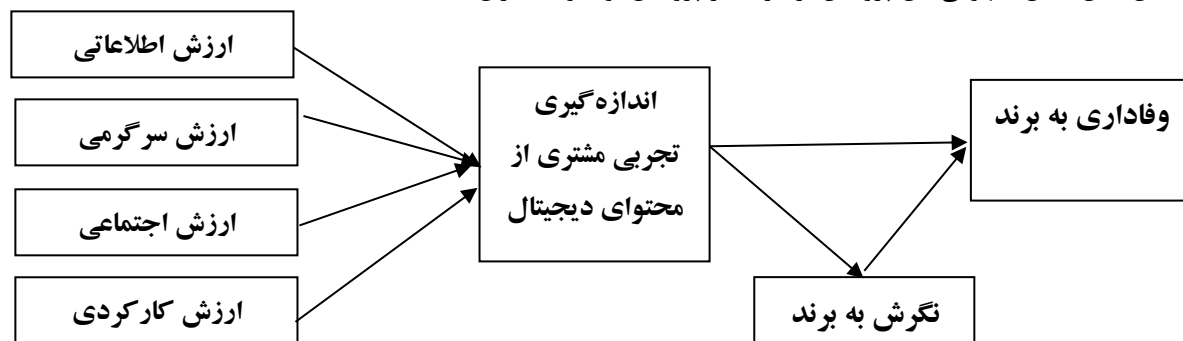 ارزش اطلاعاتی
ارزش سرگرمی
ارزش اجتماعی
ارزش کارکردی
اندازه‌گیری
تجربی مشتری از
محتوای دیجیتال
وفاداری به برند
نگرش به برند